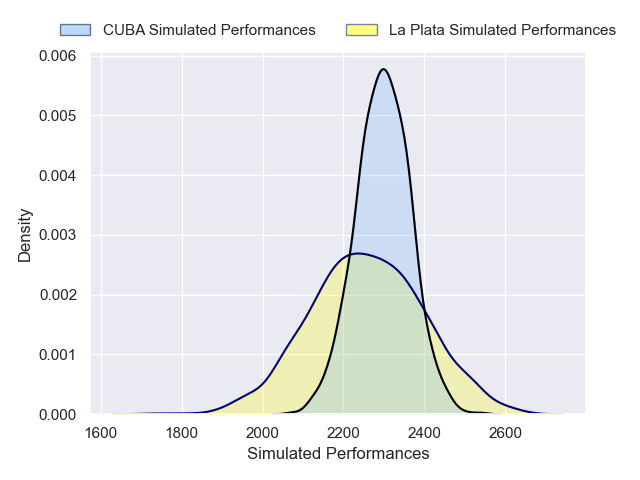 CUBA Simulated Performances
La Plata Simulated Performances
0.006
0.005
0.004
0.003
0.002
0.001
0.000
Density
1600 1800 2000 2200 2400 2600
Simulated Performances